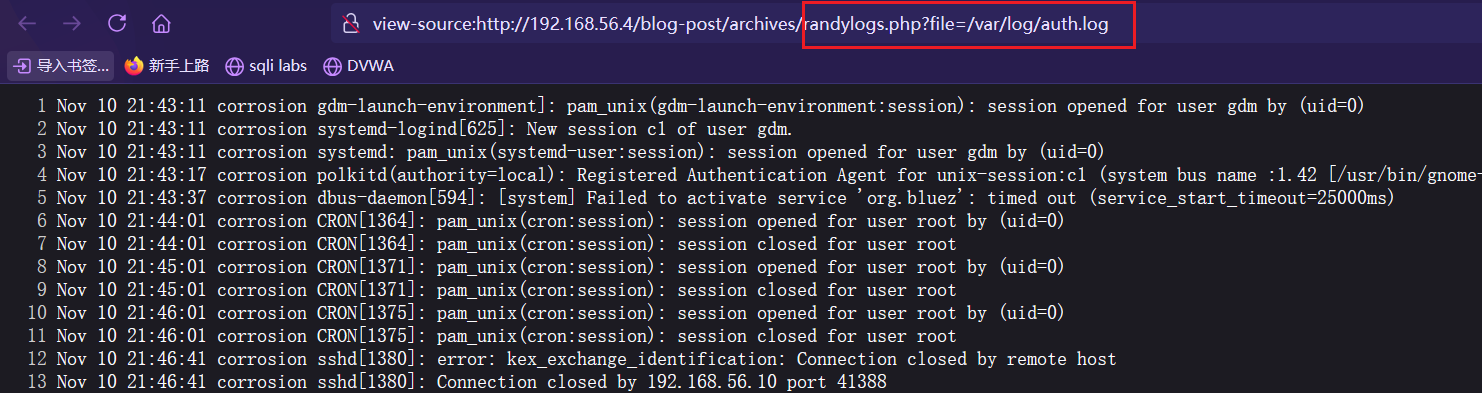 view-source:http://192.168.56.4/blog-post/archives/randylogs.php?file=/var/log/auth.log
导入书签... 新手上路 sqli labs DVWA
1 Nov 10 21:43:11 corrosion gdm-launch-environment]: pam_unix(gdm-launch-environment:session): session opened for user gdm by (uid=0)
2 Nov 10 21:43:11 corrosion systemd-logind[625]: New session c1 of user gdm.
3 Nov 10 21:43:11 corrosion systemd: pam_unix(systemd-user:session): session opened for user gdm by (uid=0)
4 Nov 10 21:43:17 corrosion polkitd(authority=local): Registered Authentication Agent for unix-session:c1 (system bus name :1.42 [/usr/bin/gnome-
5 Nov 10 21:43:37 corrosion dbus-daemon[594]: [system] Failed to activate service 'org.bluez': timed out (service_start_timeout=25000ms)
6 Nov 10 21:44:01 corrosion CRON[1364]: pam_unix(cron:session): session opened for user root by (uid=0)
7 Nov 10 21:44:01 corrosion CRON[1364]: pam_unix(cron:session): session closed for user root
8 Nov 10 21:45:01 corrosion CRON[1371]: pam_unix(cron:session): session opened for user root by (uid=0)
9 Nov 10 21:45:01 corrosion CRON[1371]: pam_unix(cron:session): session closed for user root
10 Nov 10 21:46:01 corrosion CRON[1375]: pam_unix(cron:session): session opened for user root by (uid=0)
11 Nov 10 21:46:01 corrosion CRON[1375]: pam_unix(cron:session): session closed for user root
12 Nov 10 21:46:41 corrosion sshd[1380]: error: kex_exchange_identification: Connection closed by remote host
13 Nov 10 21:46:41 corrosion sshd[1380]: Connection closed by 192.168.56.10 port 41388